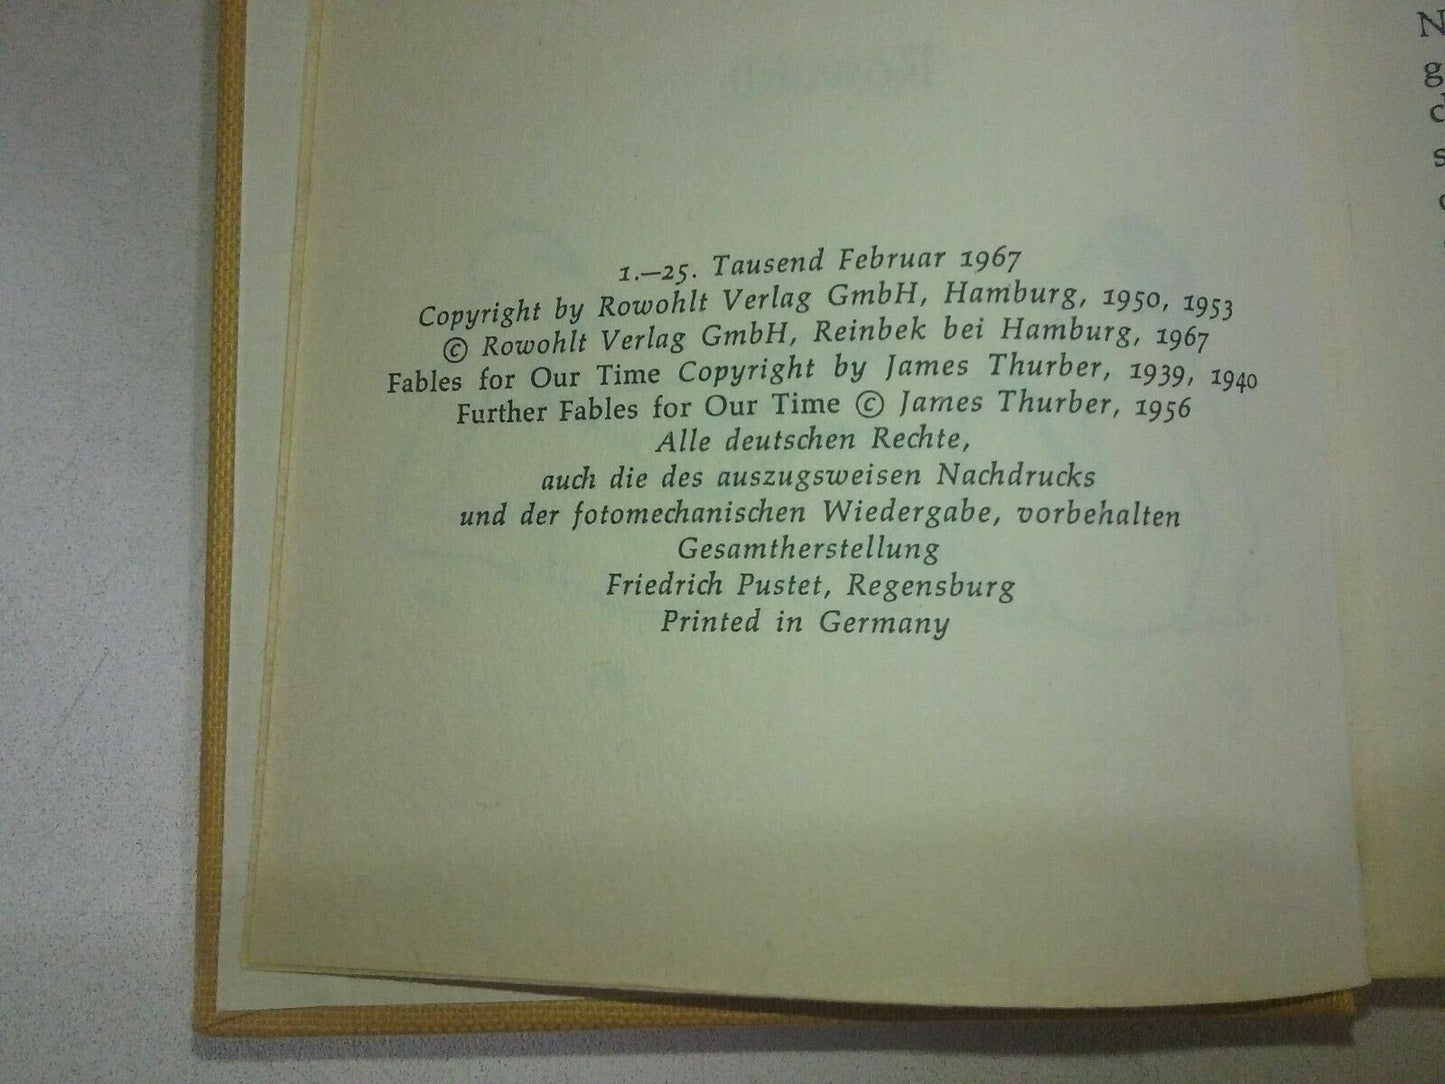 1.—25. Tausend Februar 1967
Copyright by Rowohlt Verlag GmbH, Hamburg, 1950, 1953
© Rowohlt Verlag GmbH, Reinbek bei Hamburg, 1967
Fables for Our Time Copyright by James Thurber, 1939, 1940
Further Fables for Our Time © James Thurber, 1956
Alle deutschen Rechte,
auch die des auszugsweisen Nachdrucks
und der fotomechanischen Wiedergabe, vorbehalten
Gesamtherstellung
Friedrich Pustet, Regensburg
Printed in Germany